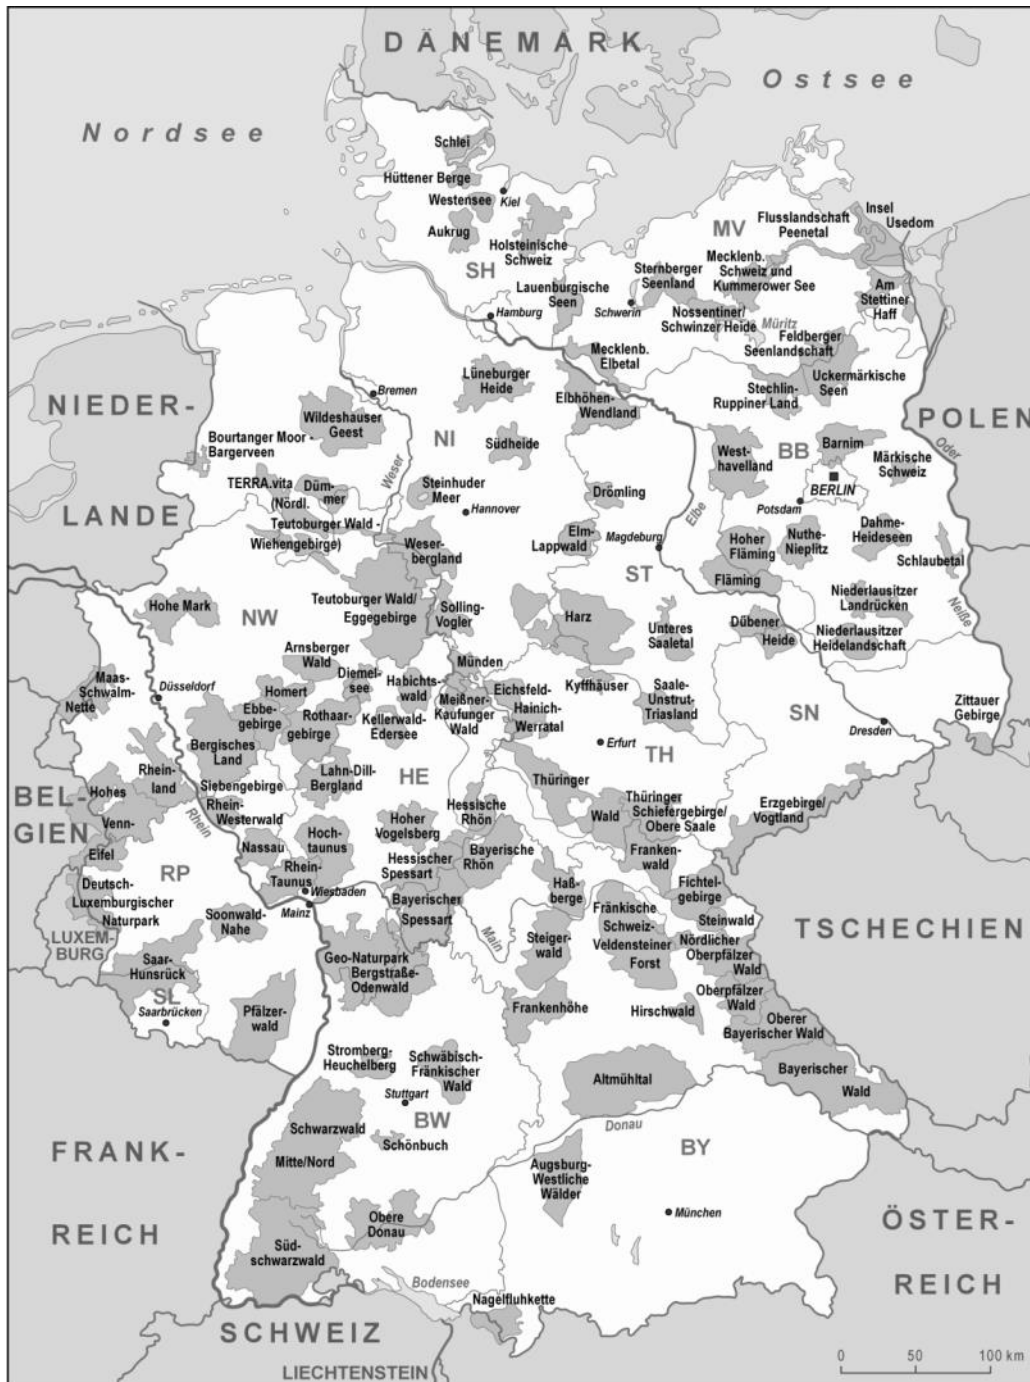 DÄNEMARK
Ostsee
Nordsee
Schlei
Hüttener Berge
Westensee
Kiel
Aukrug
Holsteinische
Schweiz
SH
Insel
Usedom
Flusslandschaft
Peenetal
MV
Mecklenb.
Schweiz und
Kummerower See
Sternberger
Seenland
Am
Stettiner
Haff
Lauenburgische
Seen
Schwerin
Nossentiner/
Schwinzer Heide
Müritz
Feldberger
Seenlandschaft
Hamburg
Mecklenb.
Elbetal
Lüneburger
Heide
Elbhöhen-
Wendland
Stechlin-
Ruppiner Land
Uckermärkische
Seen
NIEDER-
LANDE
Bremen
Wildeshauser
Geest
Bourtanger Moor -
Bargerveen
NI
Südheide
Weser
POLEN
Oder
BB
Barnim
West-
havelland
Märkische
Schweiz
BERLIN
Potsdam
TERRA.vita
(Nördl.
Teutoburger Wald -
Wiehengebirge)
Düm-
mer
Steinhuder
Meer
Hannover
Drömling
Elbe
Elm-
Lappwald
Magdeburg
Weser-
bergland
Hoher
Fläming
Nuthe-
Nieplitz
Dahme-
Heideseen
Schlaubetal
ST
Fläming
Hohe Mark
NW
Teutoburger Wald/
Eggegebirge
Solling-
Vogler
Harz
Unteres
Saaletal
Dübener
Heide
Niederlausitzer
Landrücken
Niederlausitzer
Heidelandschaft
Neiße
Arnsberger
Wald
Münden
Maas-
Schwalm-
Nette
Düsseldorf
Homert
Diemel-
see
Habichts-
wald
Meißner-
Kaufunger
Wald
Eichsfeld-
Hainich-
Werratal
Kyffhäuser
Saale-
Unstrut-
Triasland
SN
Zittauer
Gebirge
Dresden
Ebbe-
gebirge
Rothaar-
gebirge
Kellerwald-
Edersee
Bergisches
Land
Erfurt
TH
BEL-
GIEN
Rhein-
land
Siebengebirge
Lahn-Dill-
Bergland
HE
Thüringer
Wald
Thüringer
Schiefergebirge/
Obere Saale
Erzgebirge/
Vogtland
Hohes
Venn-
Eifel
Rhein
Rhein-
Westerwald
Hessische
Rhön
Nassau
Hoch-
taunus
Hoher
Vogelsberg
Franken-
wald
RP
Rhein-
Taunus
Hessischer
Spessart
Bayerische
Rhön
Wiesbaden
Mainz
Deutsch-
Luxemburgischer
Naturpark
LUXEM-
BURG
Bayerischer
Spessart
Haß-
berge
Fichtel-
gebirge
Soonwald-
Nahe
Main
Fränkische
Schweiz-
Veldensteiner
Forst
Steinwald
TSCHECHIEN
Steiger-
wald
Nördlicher
Oberpfälzer
Wald
Saar-
Hunsrück
SL
Saarbrücken
Geo-Naturpark
Bergstraße-
Odenwald
Pfälzer-
wald
Frankenhöhe
Hirschwald
Oberpfälzer
Wald
Oberer
Bayerischer Wald
Bayerischer
Wald
Stromberg-
Heuchelberg
Schwäbisch-
Fränkischer
Wald
Altmühltal
Stuttgart
BW
Schwarzwald
Mitte/Nord
Schönbuch
Donau
BY
FRANK-
REICH
Augsburg-
Westliche
Wälder
München
Obere
Donau
Süd-
schwarzwald
ÖSTER-
REICH
Bodensee
Nagelfluhkette
SCHWEIZ
LIECHTENSTEIN
0 50 100 km